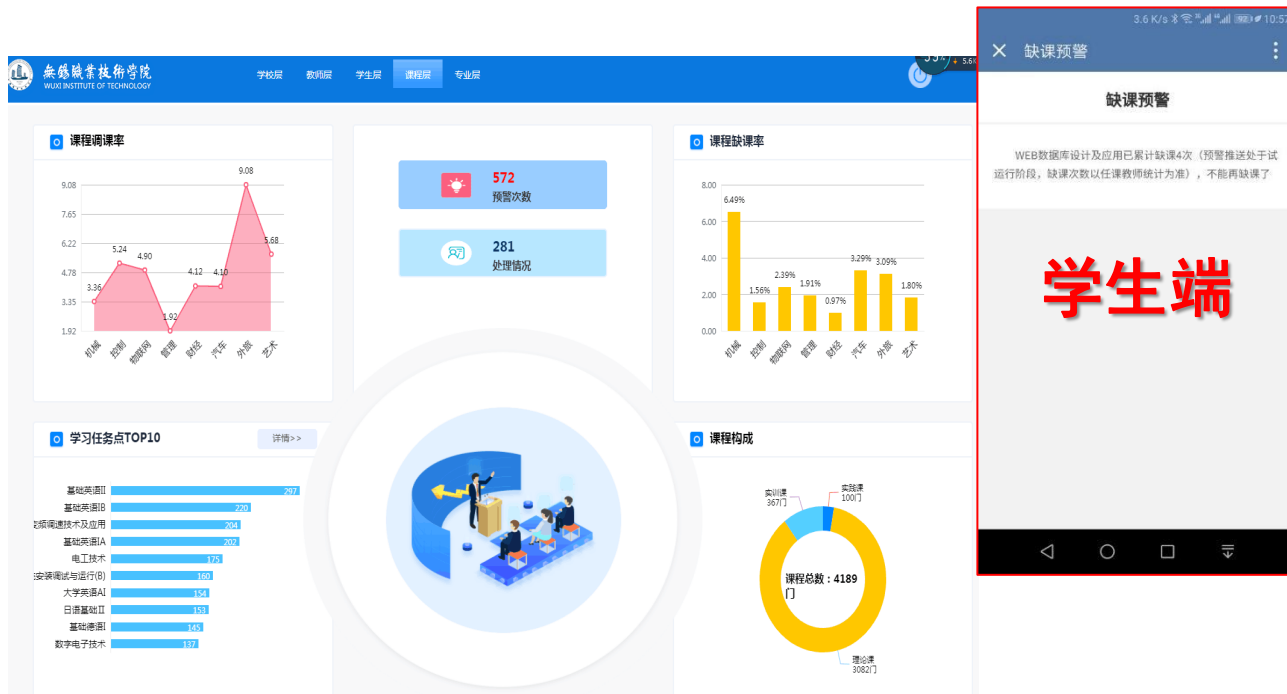 無錫職業技術学院
WUXI INSTITUTE OF TECHNOLOGY
学校层
教师层
学生层
课程层
专业层
课程调课率
9.08
7.65
6.22
4.78
3.35
1.92
3.36
5.24
4.90
1.92
4.12
4.10
9.08
5.68
机械
控制
物联网
管理
财经
汽车
外旅
艺术
572
预警次数
281
处理情况
课程缺课率
8.00
6.00
4.00
2.00
0.00
6.49%
1.56%
2.39%
1.91%
0.97%
3.29%
3.09%
1.80%
机械
控制
物联网
管理
财经
汽车
外旅
艺术
学习任务点TOP10
详情>>
基础英语II 297
基础英语IB 220
变频调速技术及应用 204
基础英语IA 202
电工技术 175
安装调试与运行(B) 160
大学英语AI 154
日语基础II 153
基础德语I 145
数字电子技术 137
课程构成
实训课
367门
实践课
100门
课程总数：4189
门
理论课
3082门
3.6 K/s
92
10:57
缺课预警
缺课预警
WEB数据库设计及应用已累计缺课4次（预警推送处于试
运行阶段，缺课次数以任课教师统计为准），不能再缺课了
学生端